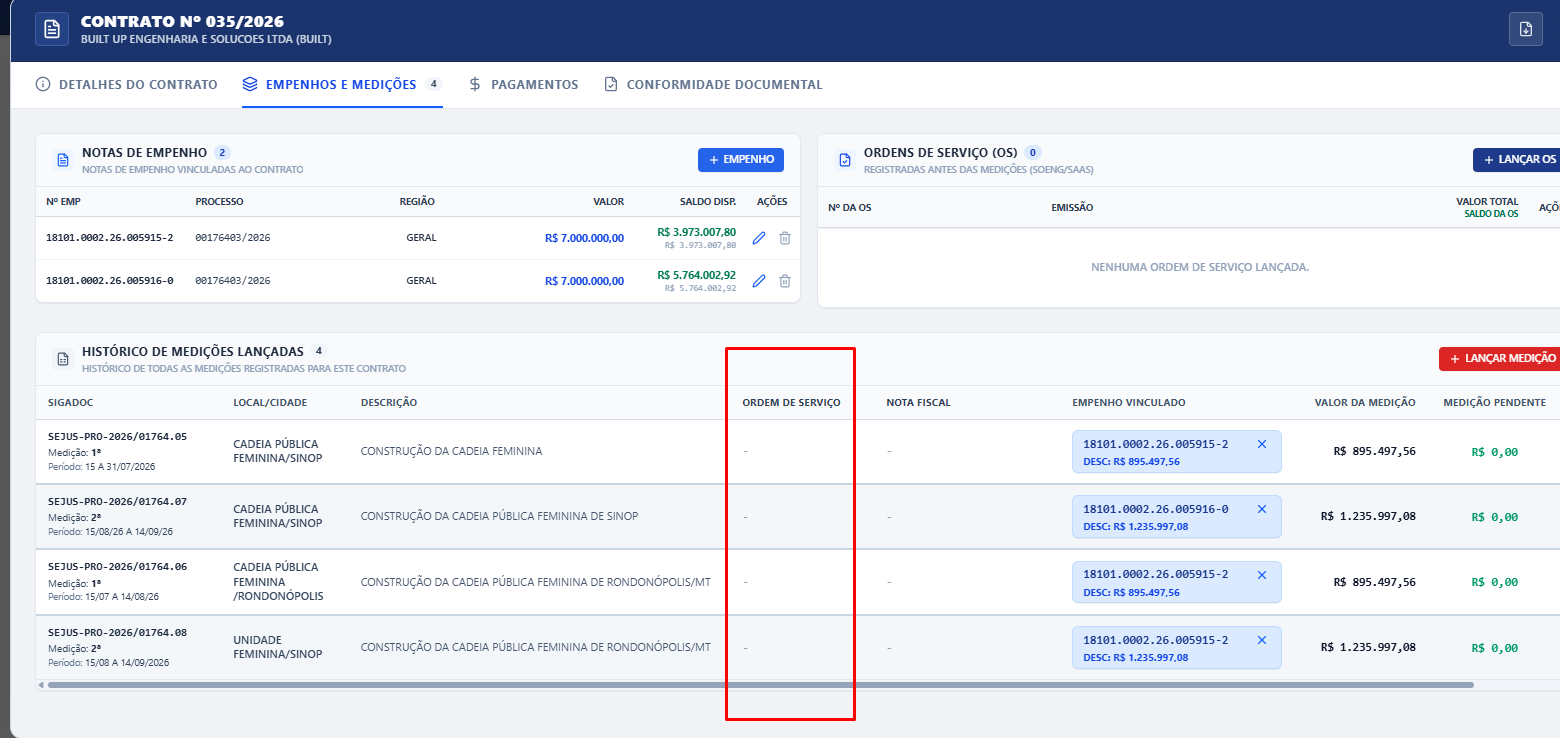 CONTRATO Nº 035/2026
BUILT UP ENGENHARIA E SOLUCOES LTDA (BUILT)
DETALHES DO CONTRATO
EMPENHOS E MEDIÇÕES 4
PAGAMENTOS
CONFORMIDADE DOCUMENTAL
NOTAS DE EMPENHO 2
NOTAS DE EMPENHO VINCULADAS AO CONTRATO
+ EMPENHO
Nº EMP PROCESSO REGIÃO VALOR SALDO DISP. AÇÕES
18101.0002.26.005915-2 00176403/2026 GERAL R$ 7.000.000,00 R$ 3.973.007,80
R$ 3.973.007,80
18101.0002.26.005916-0 00176403/2026 GERAL R$ 7.000.000,00 R$ 5.764.002,92
R$ 5.764.002,92
ORDENS DE SERVIÇO (OS) 0
REGISTRADAS ANTES DAS MEDIÇÕES (SOENG/SAAS)
+ LANÇAR OS
Nº DA OS EMISSÃO VALOR TOTAL AÇÕ
SALDO DA OS
NENHUMA ORDEM DE SERVIÇO LANÇADA.
HISTÓRICO DE MEDIÇÕES LANÇADAS 4
HISTÓRICO DE TODAS AS MEDIÇÕES REGISTRADAS PARA ESTE CONTRATO
+ LANÇAR MEDIÇÃO
SIGADOC LOCAL/CIDADE DESCRIÇÃO ORDEM DE SERVIÇO NOTA FISCAL EMPENHO VINCULADO VALOR DA MEDIÇÃO MEDIÇÃO PENDENTE
SEJUS-PRO-2026/01764.05
Medição: 1ª
Período: 15 A 31/07/2026
CADEIA PÚBLICA
FEMININA/SINOP
CONSTRUÇÃO DA CADEIA FEMININA
-
-
18101.0002.26.005915-2 ×
DESC: R$ 895.497,56
R$ 895.497,56
R$ 0,00
SEJUS-PRO-2026/01764.07
Medição: 2ª
Período: 15/08/26 A 14/09/26
CADEIA PÚBLICA
FEMININA/SINOP
CONSTRUÇÃO DA CADEIA PÚBLICA FEMININA DE SINOP
-
-
18101.0002.26.005916-0 ×
DESC: R$ 1.235.997,08
R$ 1.235.997,08
R$ 0,00
SEJUS-PRO-2026/01764.06
Medição: 1ª
Período: 15/07 A 14/08/26
CADEIA PÚBLICA
FEMININA
/RONDONÓPOLIS
CONSTRUÇÃO DA CADEIA PÚBLICA FEMININA DE RONDONÓPOLIS/MT
-
-
18101.0002.26.005915-2 ×
DESC: R$ 895.497,56
R$ 895.497,56
R$ 0,00
SEJUS-PRO-2026/01764.08
Medição: 2ª
Período: 15/08 A 14/09/2026
UNIDADE
FEMININA/SINOP
CONSTRUÇÃO DA CADEIA PÚBLICA FEMININA DE RONDONÓPOLIS/MT
-
-
18101.0002.26.005915-2 ×
DESC: R$ 1.235.997,08
R$ 1.235.997,08
R$ 0,00